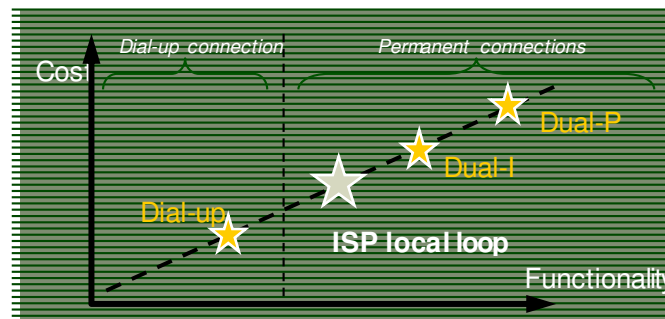 Dial-up connection
Permanent connections
Cost
Dual-P
Dual-I
Dial-up
ISP local loop
Functionality